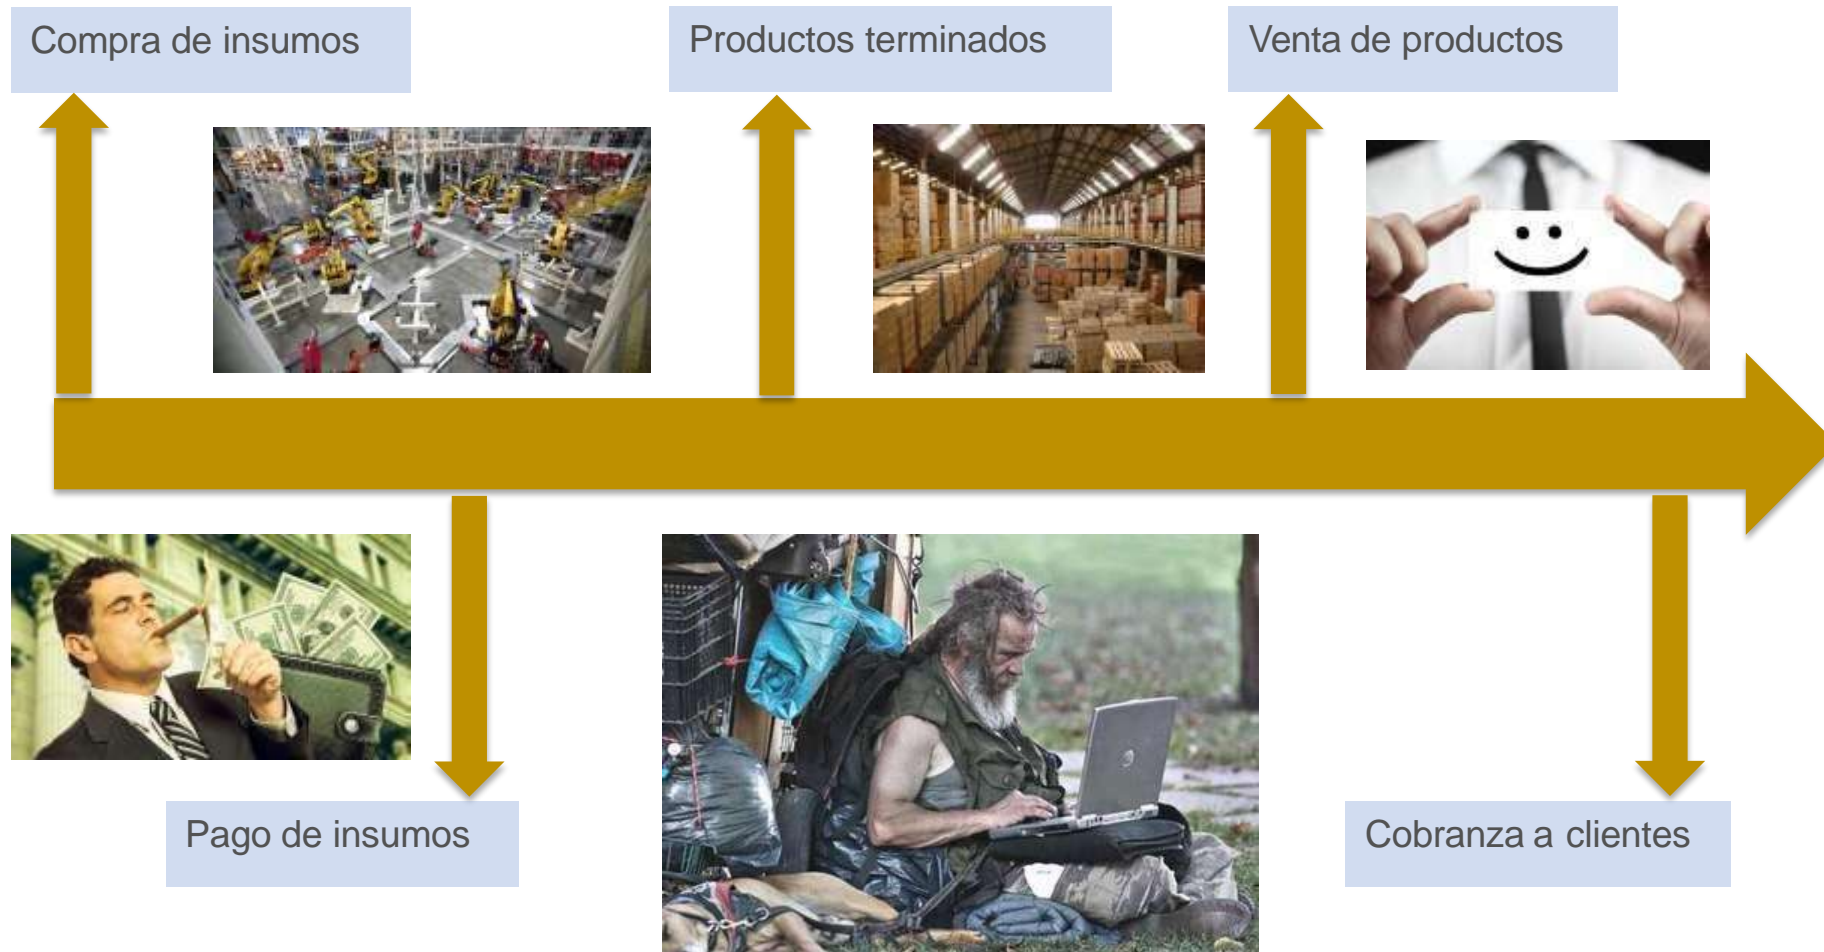 Compra de insumos
Productos terminados
Venta de productos
Pago de insumos
Cobranza a clientes